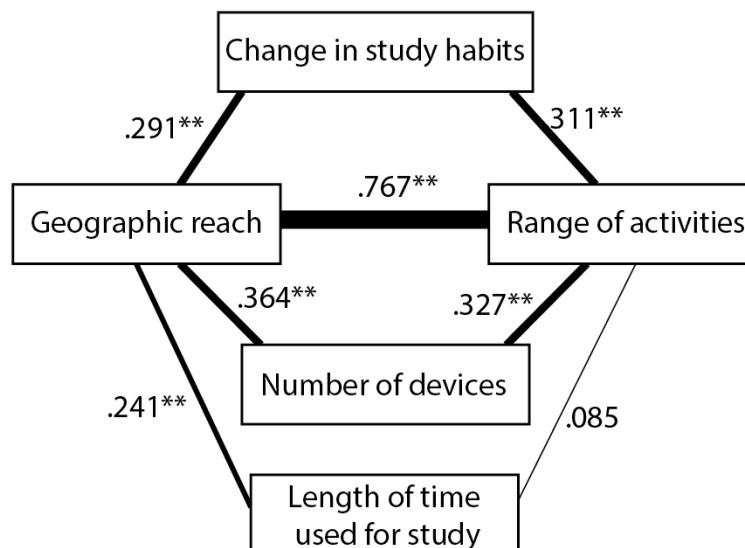 Change in study habits
.291**
311**
.767**
Geographic reach
Range of activities
.364**
.327**
Number of devices
.241**
.085
Length of time
used for study